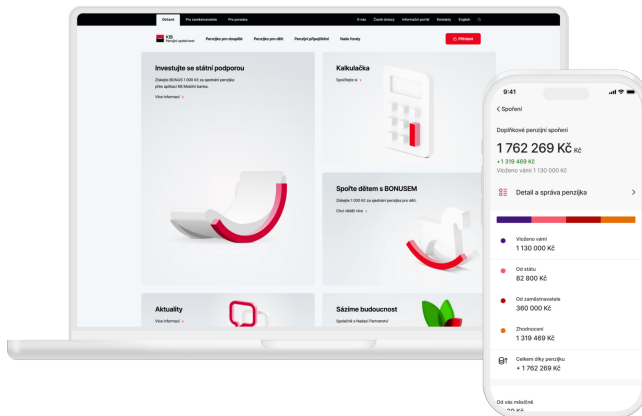 Občané
Pro zaměstnavatele
Pro poradce
O nás
Časté dotazy
Informační portál
Kontakty
English
KB
Penzijní společnost
Penzijko pro dospělé
Penzijko pro děti
Penzijní připojištění
Naše fondy
Přihlásit
Investujte se státní podporou
Získejte BONUS 1 000 Kč za sjednání penzijka
přes aplikaci KB Mobilní banka.
Více informací
Kalkulačka
Spočítejte si
Spořte dětem s BONUSEM
Získejte 1 000 Kč za sjednání penzijka pro děti.
Chci vědět více
Aktuality
Více informací
Sázíme budoucnost
Společně s Nadací Partnerství
9:41
Spoření
Doplňkové penzijní spoření
1 762 269 Kč Kč
+1 319 469 Kč
Vloženo vámi 1 130 000 Kč
Detail a správa penzijka
Vloženo vámi
1 130 000 Kč
Od státu
82 800 Kč
Od zaměstnavatele
360 000 Kč
Zhodnocení
1 319 469 Kč
Celkem díky penzijku
+ 1 762 269 Kč
Od vás měsíčně